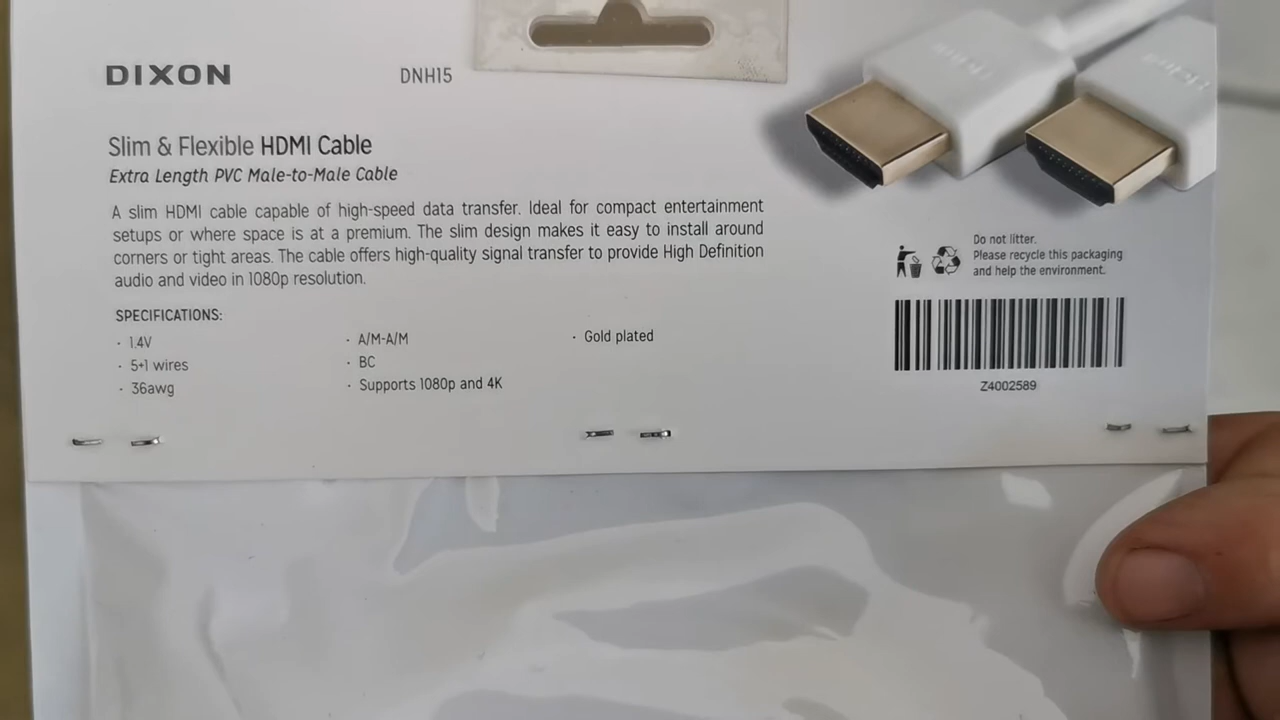 DIXON
DNH15
Slim & Flexible HDMI Cable
Extra Length PVC Male-to-Male Cable
A slim HDMI cable capable of high-speed data transfer. Ideal for compact entertainment
setups or where space is at a premium. The slim design makes it easy to install around
corners or tight areas. The cable offers high-quality signal transfer to provide High Definition
audio and video in 1080p resolution.
SPECIFICATIONS:
· 1.4V
· 5+1 wires
· 36awg
· A/M-A/M
· BC
· Supports 1080p and 4K
· Gold plated
Do not litter.
Please recycle this packaging
and help the environment.
Z4002589